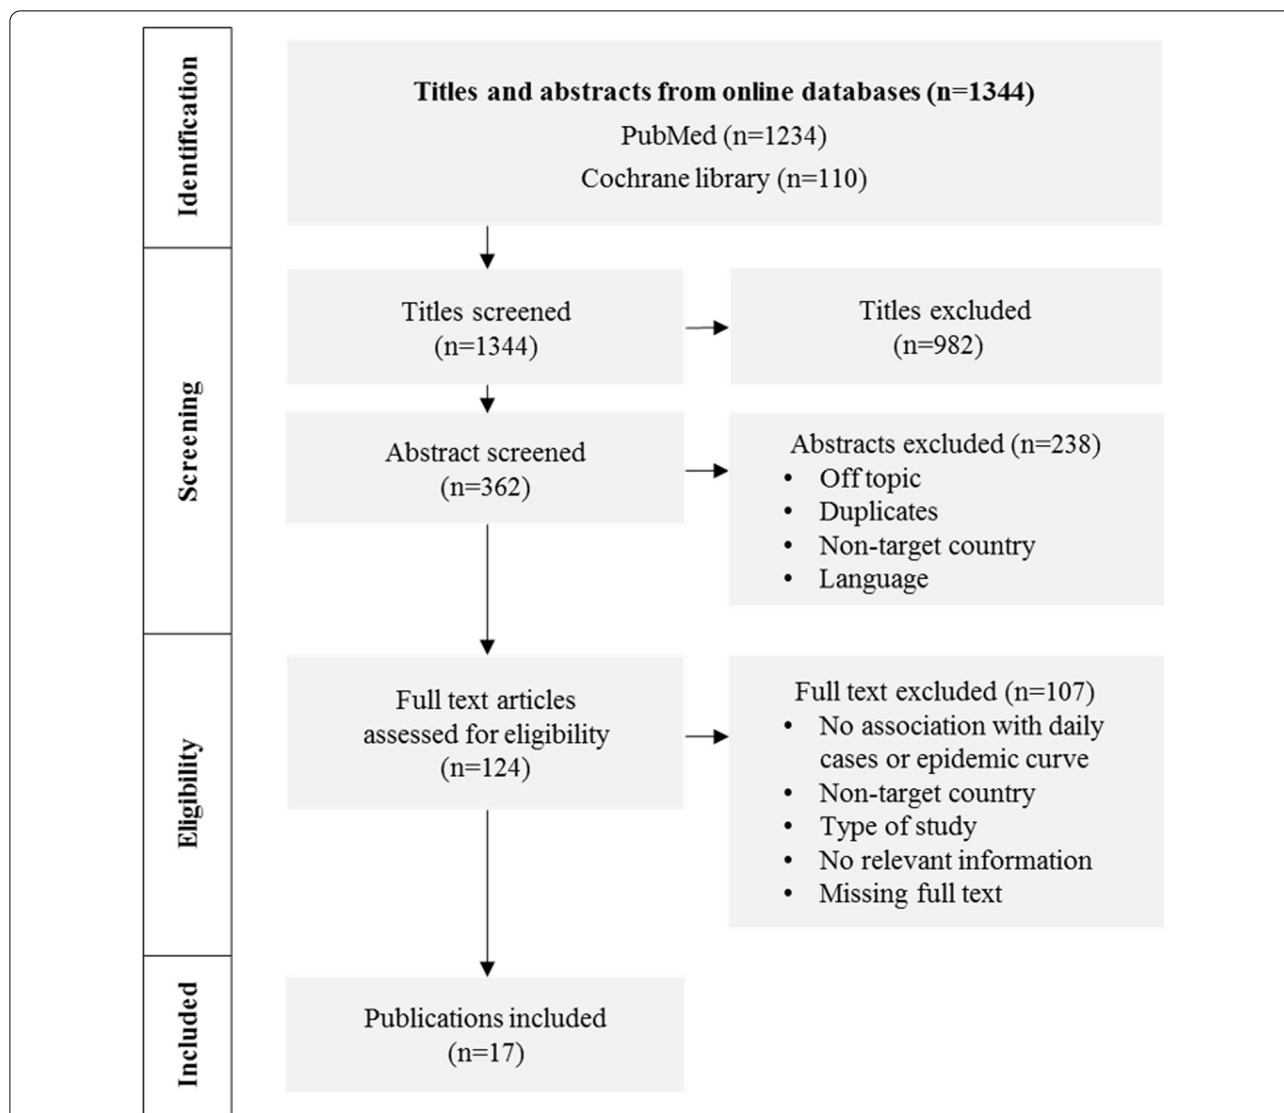 Identification
Titles and abstracts from online databases (n=1344)
PubMed (n=1234)
Cochrane library (n=110)
Screening
Titles screened
(n=1344)
Titles excluded
(n=982)
Abstract screened
(n=362)
Abstracts excluded (n=238)
• Off topic
• Duplicates
• Non-target country
• Language
Eligibility
Full text articles
assessed for eligibility
(n=124)
Full text excluded (n=107)
• No association with daily
cases or epidemic curve
• Non-target country
• Type of study
• No relevant information
• Missing full text
Included
Publications included
(n=17)